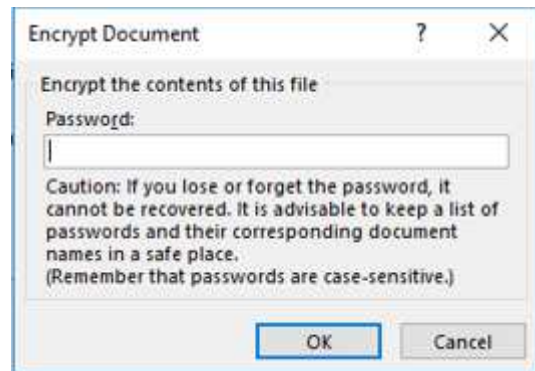 Encrypt Document ?
Encrypt the contents of this file
Password:
Caution: If you lose or forget the password, it
cannot be recovered. It is advisable to keep a list of
passwords and their corresponding document
names in a safe place.
(Remember that passwords are case-sensitive.)
OK Cancel